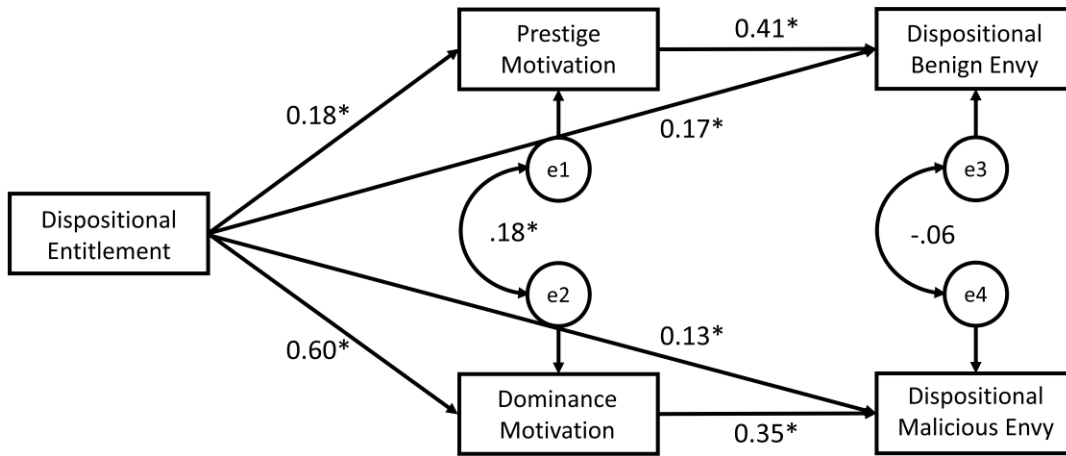 Prestige
Motivation
0.41*
Dispositional
Benign Envy
0.18*
0.17*
e1
e3
Dispositional
Entitlement
.18*
-.06
e2
e4
0.60*
0.13*
Dominance
Motivation
0.35*
Dispositional
Malicious Envy